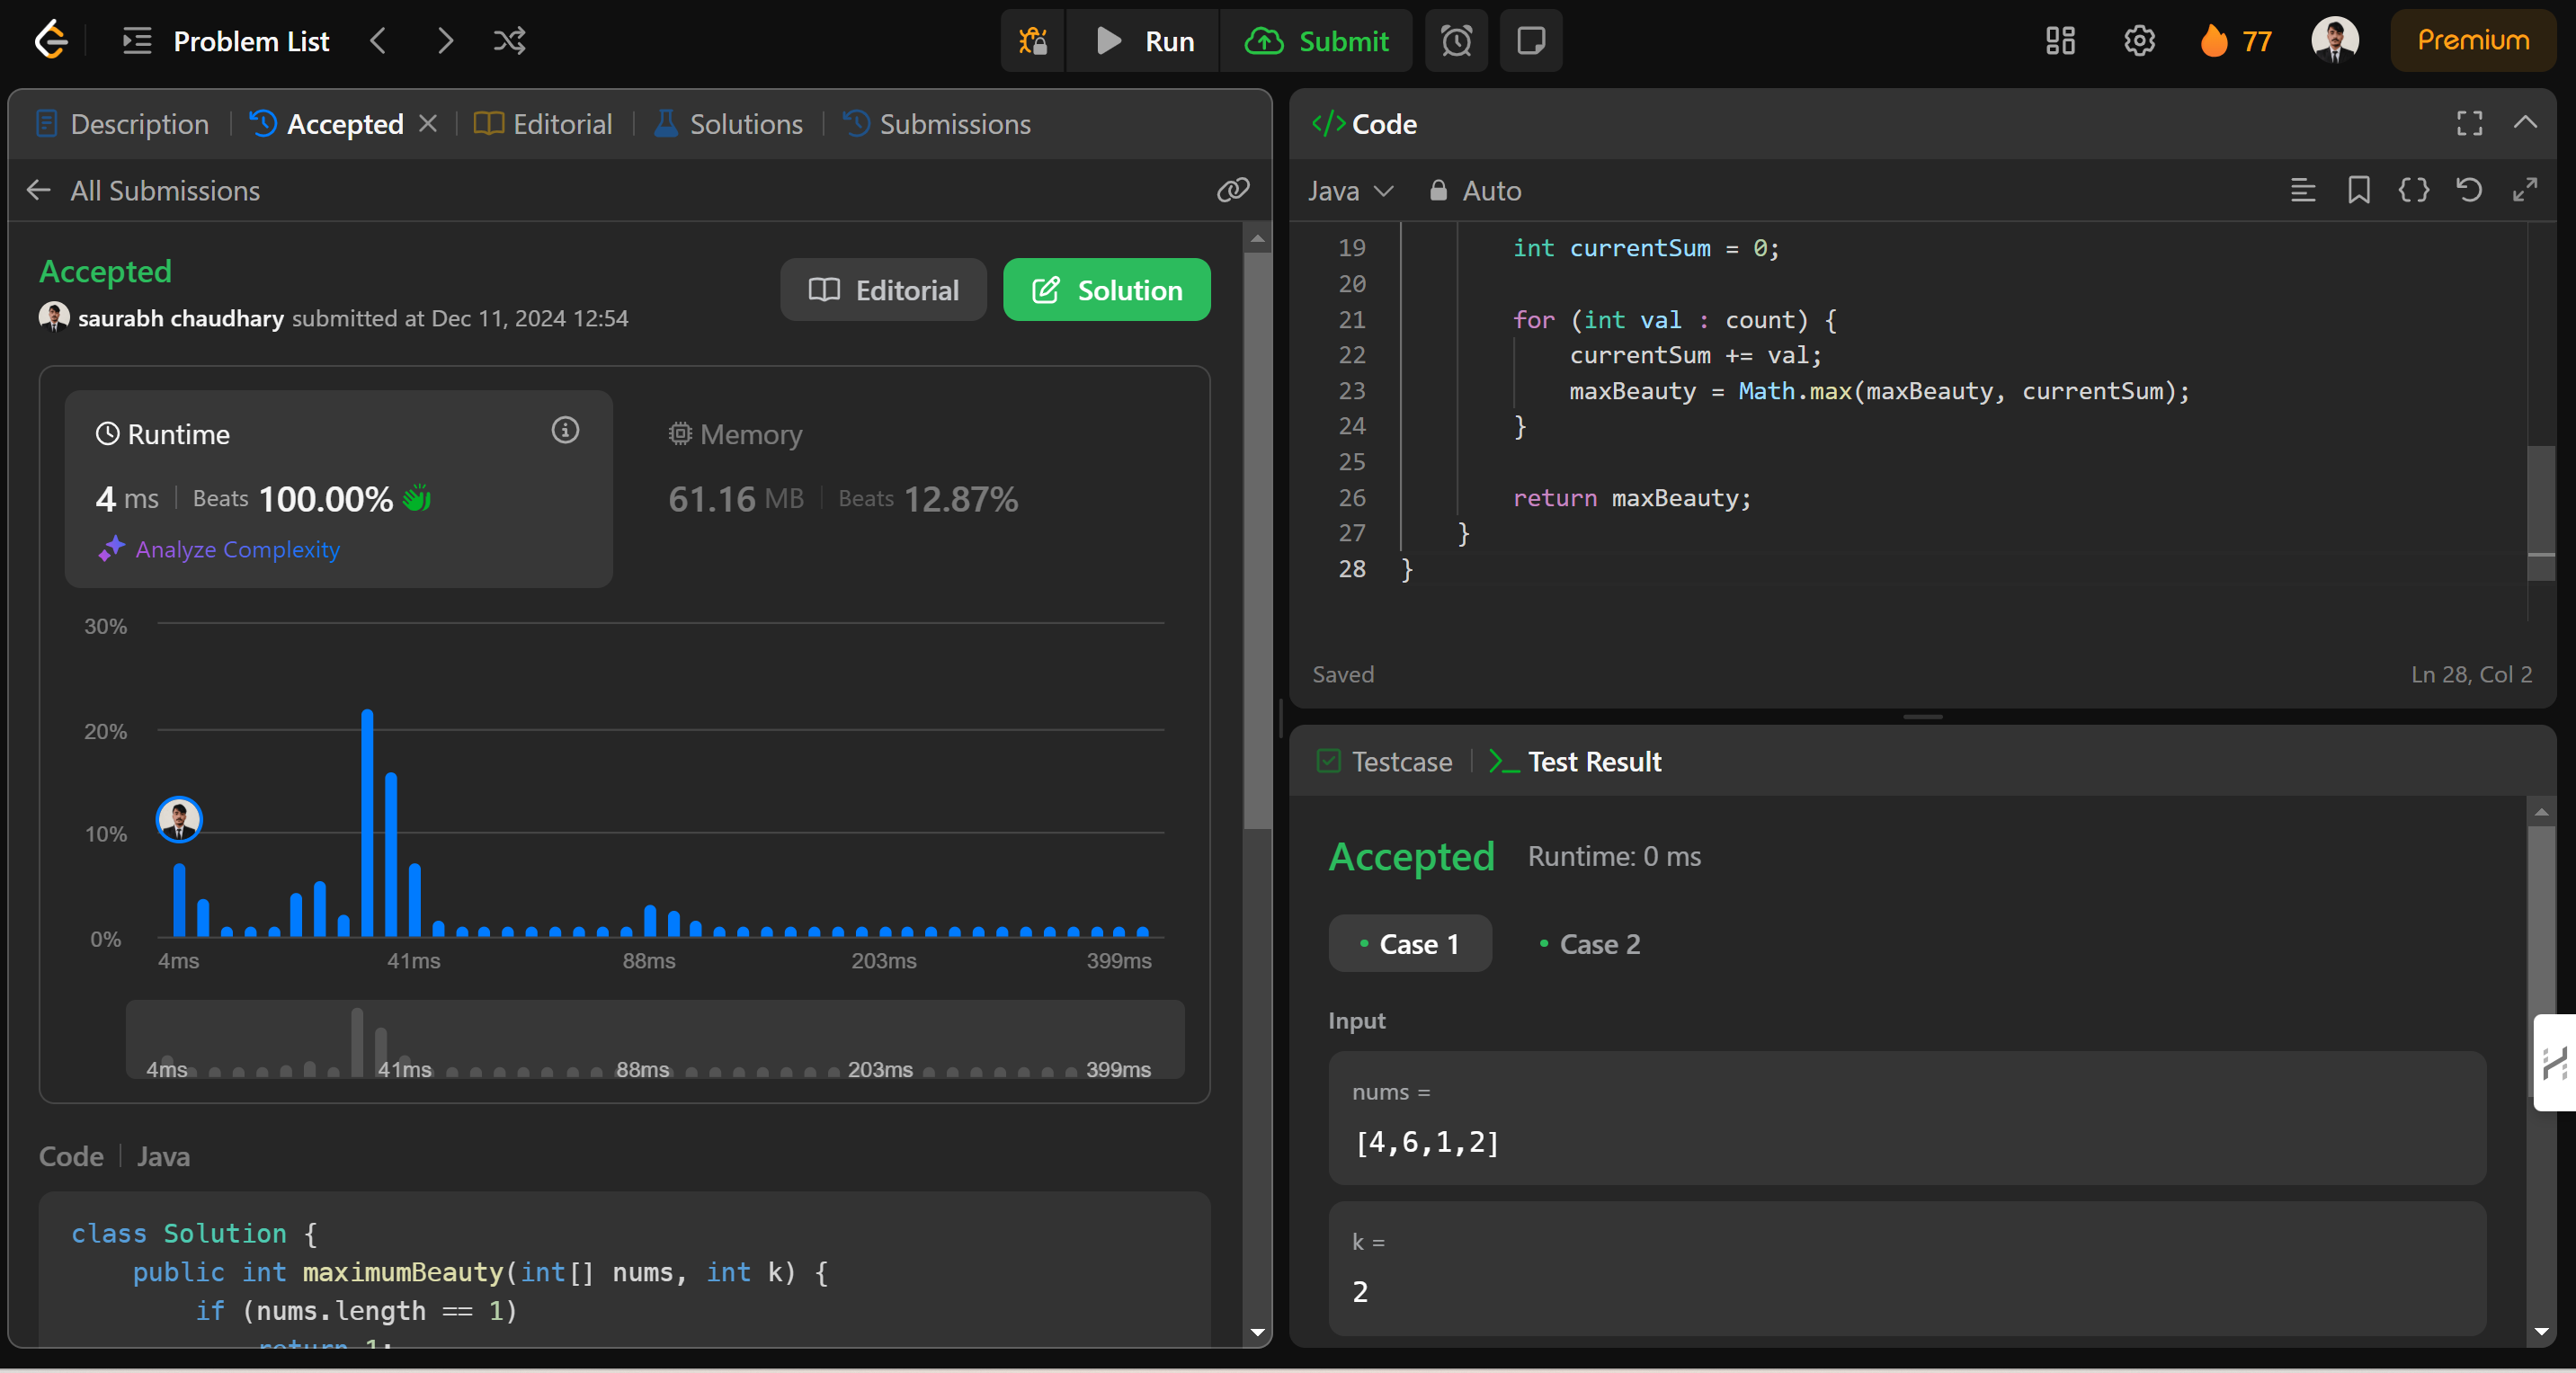 Problem List
Run
Submit
77
Premium
Description
Accepted
Editorial
Solutions
Submissions
All Submissions
Accepted
saurabh chaudhary submitted at Dec 11, 2024 12:54
Editorial
Solution
Runtime
4 ms
Beats 100.00%
Analyze Complexity
Memory
61.16 MB
Beats 12.87%
30%
20%
10%
0%
4ms 41ms 88ms 203ms 399ms
4ms 41ms 88ms 203ms 399ms
Code
Java
class Solution {
public int maximumBeauty(int[] nums, int k) {
if (nums.length == 1)
return 1;
</> Code
Java
Auto
19 int currentSum = 0;
20
21 for (int val : count) {
22 currentSum += val;
23 maxBeauty = Math.max(maxBeauty, currentSum);
24 }
25
26 return maxBeauty;
27 }
28 }
Saved
Ln 28, Col 2
Testcase
Test Result
Accepted
Runtime: 0 ms
Case 1
Case 2
Input
nums =
[4,6,1,2]
k =
2